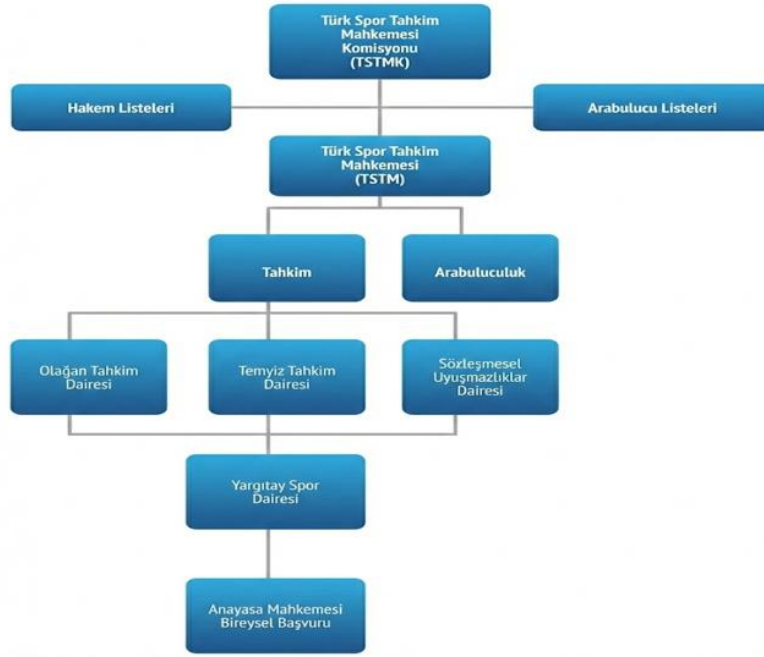 Türk Spor Tahkim
Mahkemesi
Komisyonu
(TSTMK)
Hakem Listeleri
Arabulucu Listeleri
Türk Spor Tahkim
Mahkemesi
(TSTM)
Tahkim
Arabuluculuk
Olağan Tahkim
Dairesi
Temyiz Tahkim
Dairesi
Sözleşmesel
Uyuşmazlıklar
Dairesi
Yargıtay Spor
Dairesi
Anayasa Mahkemesi
Bireysel Başvuru